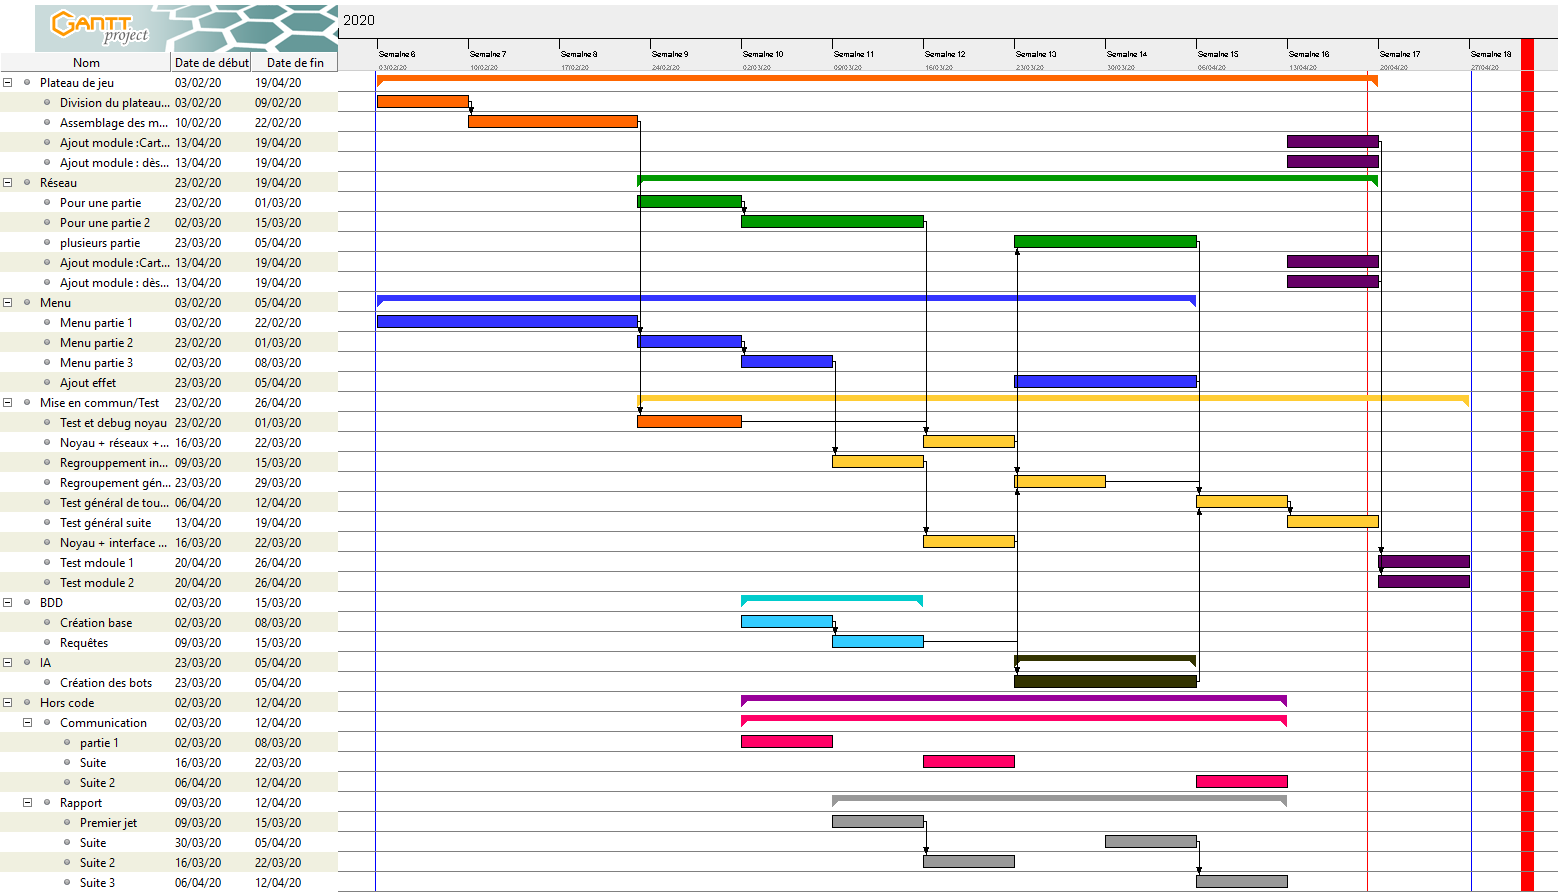 GANTT
project
2020
Semaine 6 Semaine 7 Semaine 8 Semaine 9 Semaine 10 Semaine 11 Semaine 12 Semaine 13 Semaine 14 Semaine 15 Semaine 16 Semaine 17 Semaine 18
Nom Date de début Date de fin
03/02/20 10/02/20 17/02/20 24/02/20 02/03/20 09/03/20 16/03/20 23/03/20 30/03/20 06/04/20 13/04/20 20/04/20 27/04/20
Plateau de jeu 03/02/20 19/04/20
Division du plateau... 03/02/20 09/02/20
Assemblage des m... 10/02/20 22/02/20
Ajout module :Cart... 13/04/20 19/04/20
Ajout module : dès... 13/04/20 19/04/20
Réseau 23/02/20 19/04/20
Pour une partie 23/02/20 01/03/20
Pour une partie 2 02/03/20 15/03/20
plusieurs partie 23/03/20 05/04/20
Ajout module :Cart... 13/04/20 19/04/20
Ajout module : dès... 13/04/20 19/04/20
Menu 03/02/20 05/04/20
Menu partie 1 03/02/20 22/02/20
Menu partie 2 23/02/20 01/03/20
Menu partie 3 02/03/20 08/03/20
Ajout effet 23/03/20 05/04/20
Mise en commun/Test 23/02/20 26/04/20
Test et debug noyau 23/02/20 01/03/20
Noyau + réseaux +... 16/03/20 22/03/20
Regrouppement in... 09/03/20 15/03/20
Regroupement gén... 23/03/20 29/03/20
Test général de tou... 06/04/20 12/04/20
Test général suite 13/04/20 19/04/20
Noyau + interface ... 16/03/20 22/03/20
Test mdoule 1 20/04/20 26/04/20
Test module 2 20/04/20 26/04/20
BDD 02/03/20 15/03/20
Création base 02/03/20 08/03/20
Requêtes 09/03/20 15/03/20
IA 23/03/20 05/04/20
Création des bots 23/03/20 05/04/20
Hors code 02/03/20 12/04/20
Communication 02/03/20 12/04/20
partie 1 02/03/20 08/03/20
Suite 16/03/20 22/03/20
Suite 2 06/04/20 12/04/20
Rapport 09/03/20 12/04/20
Premier jet 09/03/20 15/03/20
Suite 30/03/20 05/04/20
Suite 2 16/03/20 22/03/20
Suite 3 06/04/20 12/04/20